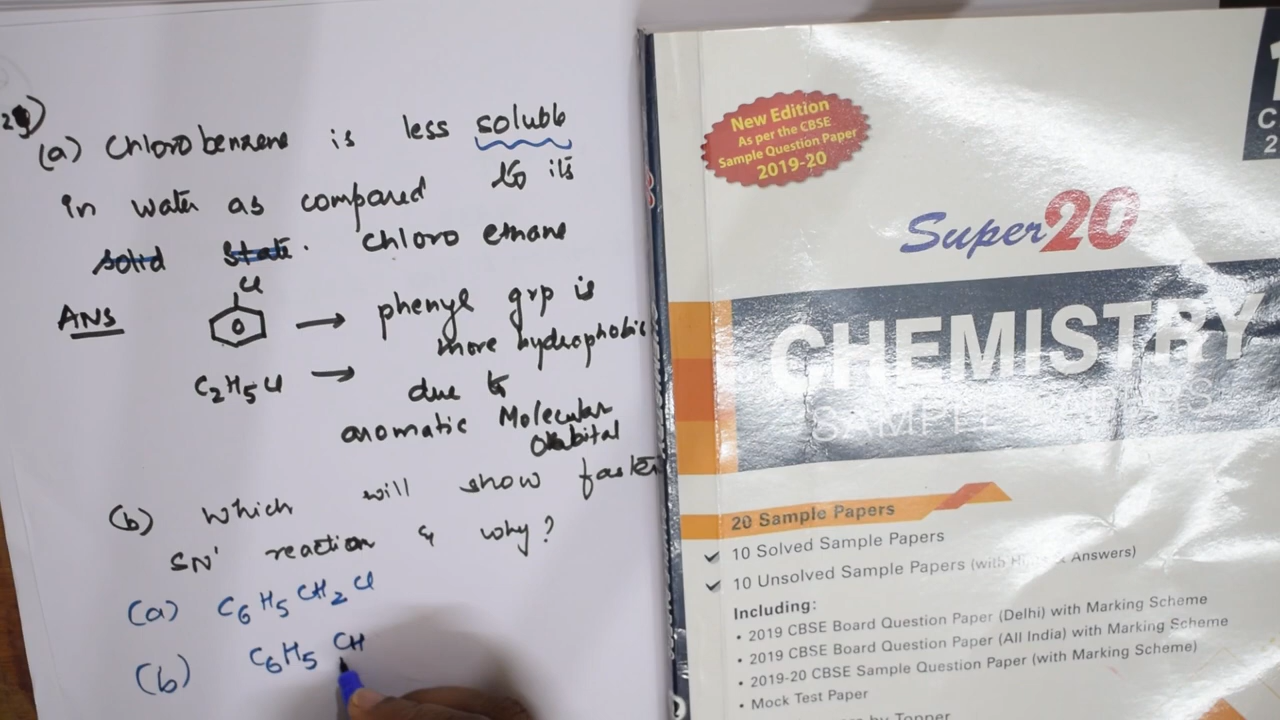 (a) Chlorobenzene is less soluble
in water as compared to its
solid state. chloro ethane
ANS
Cl
→ phenyl grp is
more hydrophobic
C2H5Cl → due to
aromatic Molecular
Orbital
(b) which will show faster
SN' reaction & why?
(a) C6H5CH2Cl
(b) C6H5 CH
New Edition
As per the CBSE
Sample Question Paper
2019-20
Super20
CHEMISTRY
20 Sample Papers
✓ 10 Solved Sample Papers
✓ 10 Unsolved Sample Papers (with & Answers)
Including:
• 2019 CBSE Board Question Paper (Delhi) with Marking Scheme
• 2019 CBSE Board Question Paper (All India) with Marking Scheme
• 2019-20 CBSE Sample Question Paper (with Marking Scheme)
• Mock Test Paper
by Topper